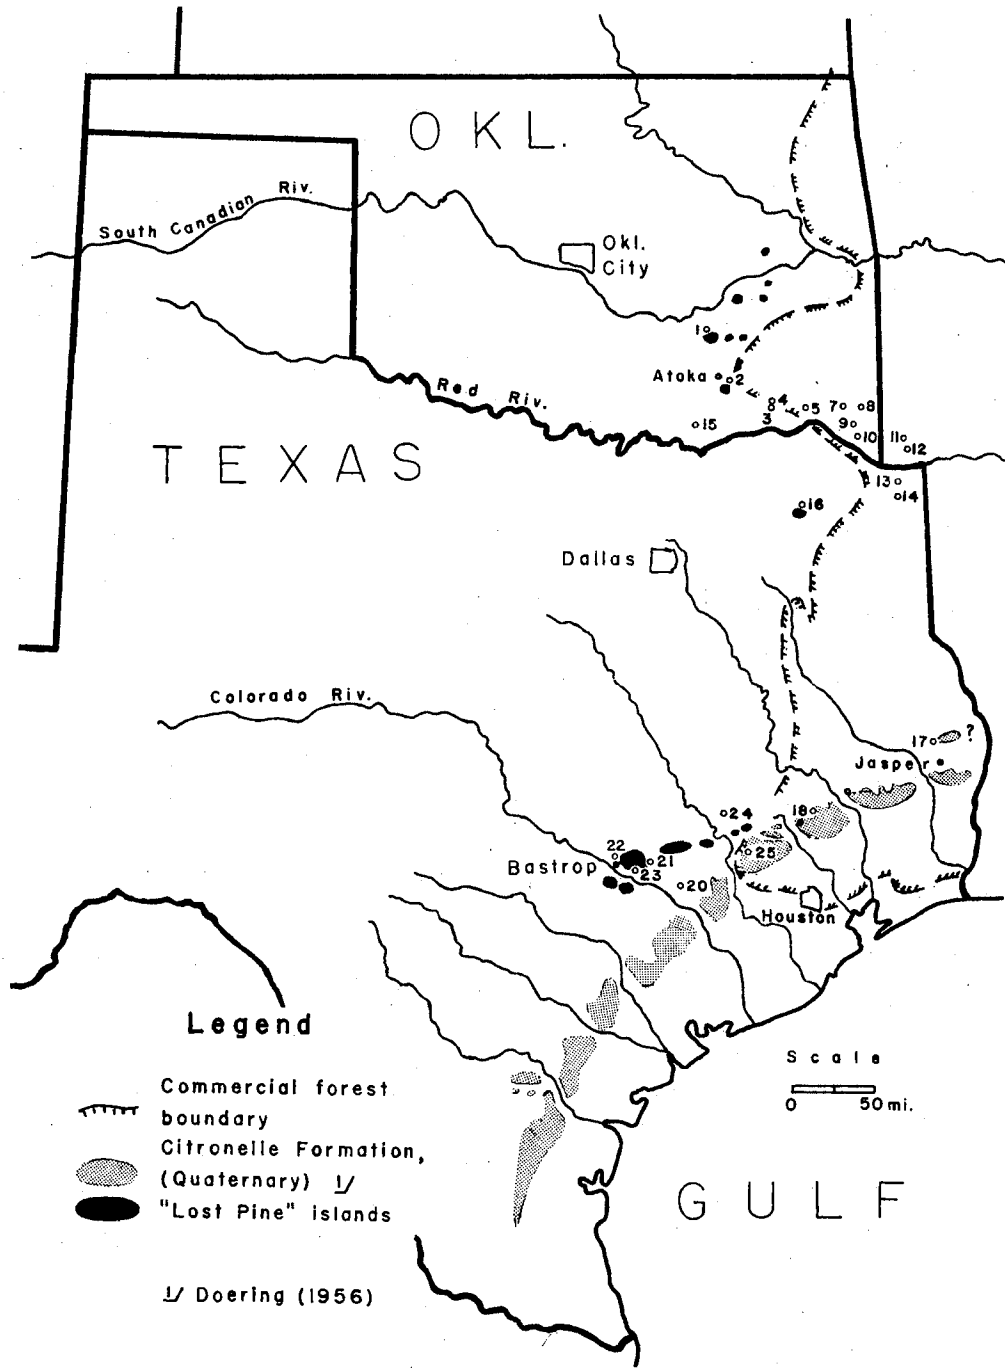 OKL.
South Canadian Riv.
Okl.
City
1
Atoka
2
Red Riv.
4
3
5
7
8
9
10
11
12
15
TEXAS
13
14
16
Dallas
Colorado Riv.
17
?
Jasper
18
24
22
21
25
Bastrop
23
20
Houston
Legend
Commercial forest
boundary
Citronelle Formation,
(Quaternary) 1/
"Lost Pine" islands
1/ Doering (1956)
Scale
0 50 mi.
GULF